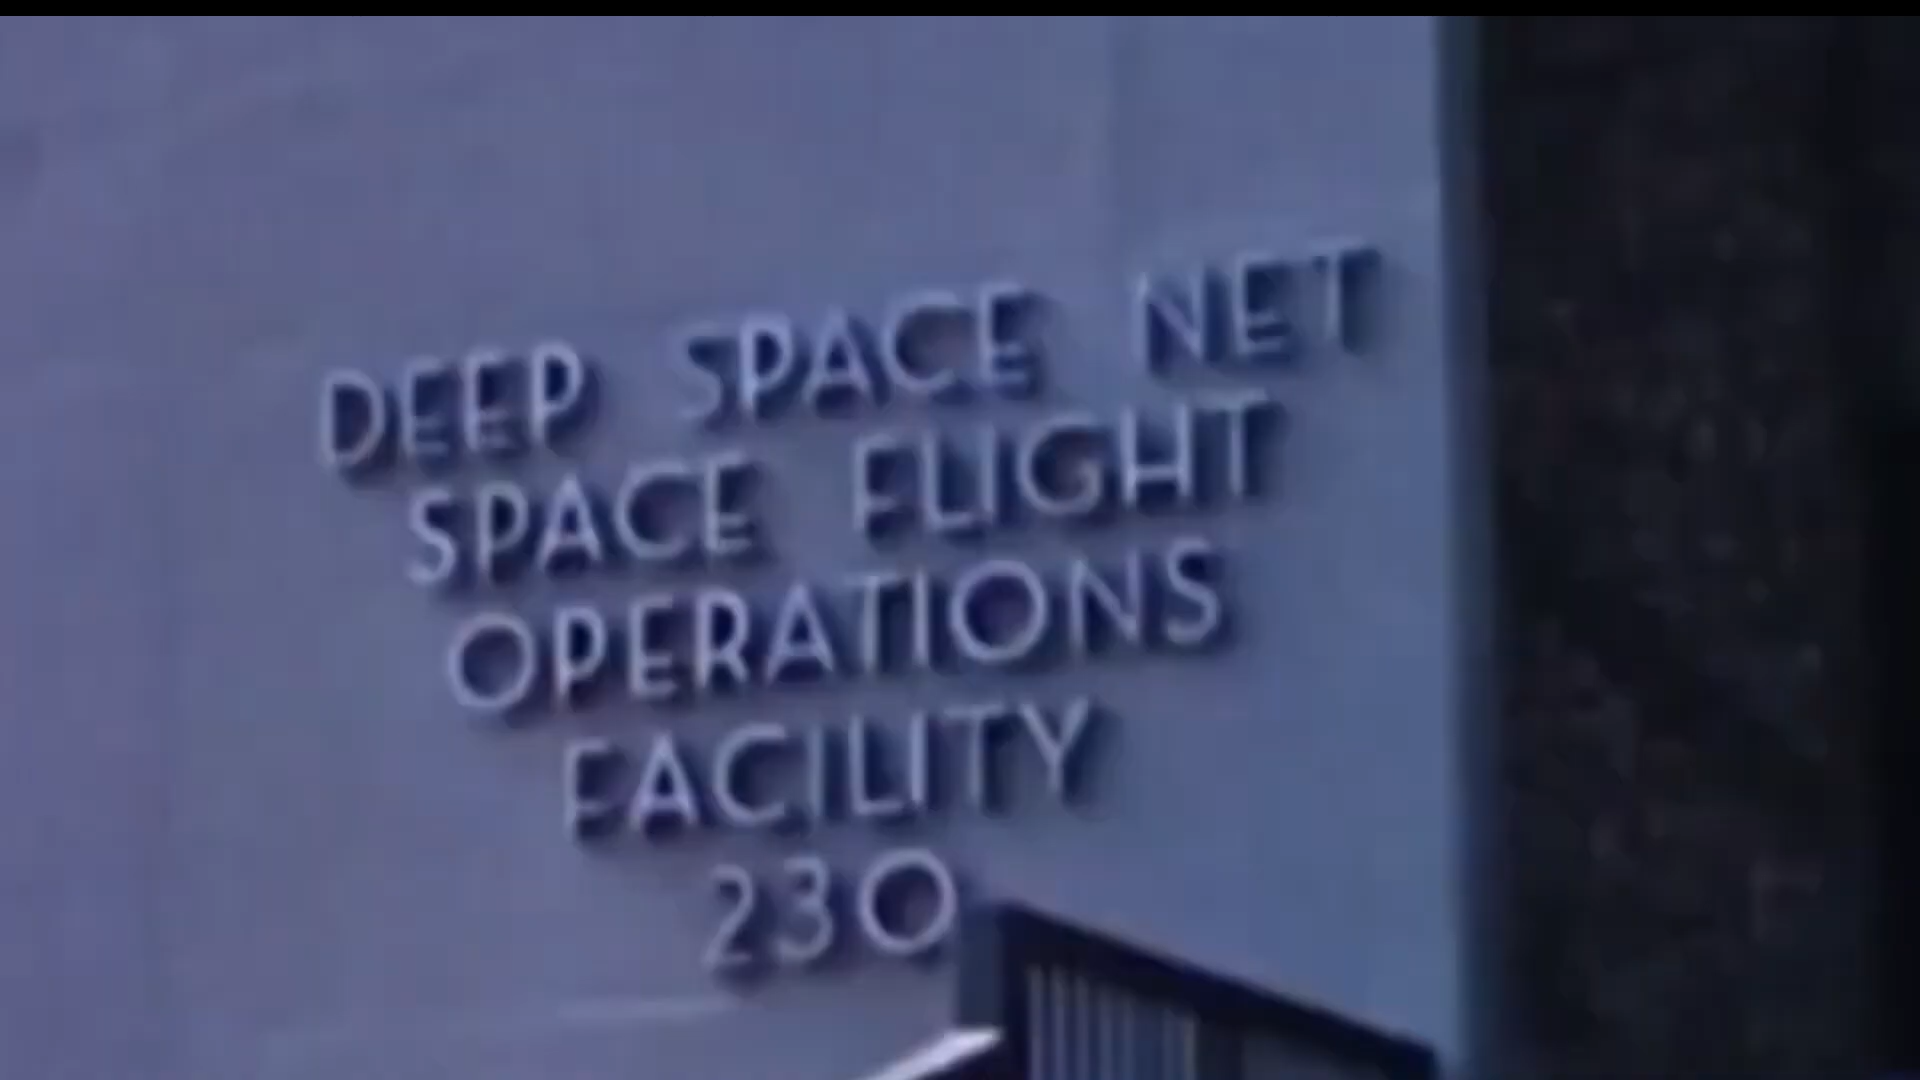 DEEP SPACE NET
SPACE FLIGHT
OPERATIONS
FACILITY
230